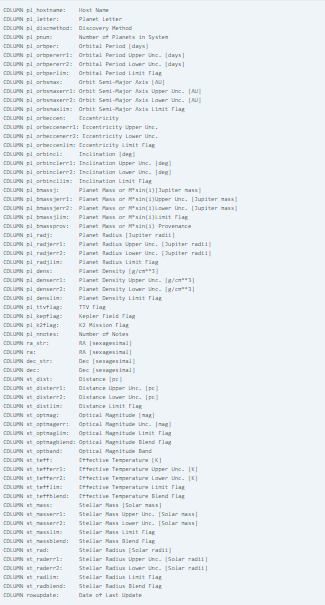 COLUMN pl_hostname: Host Name
COLUMN pl_letter: Planet Letter
COLUMN pl_discmethod: Discovery Method
COLUMN pl_pnum: Number of Planets in System
COLUMN pl_orbper: Orbital Period [days]
COLUMN pl_orbpererr1: Orbital Period Upper Unc. [days]
COLUMN pl_orbpererr2: Orbital Period Lower Unc. [days]
COLUMN pl_orbperlim: Orbital Period Limit Flag
COLUMN pl_orbsmax: Orbit Semi-Major Axis [AU]
COLUMN pl_orbsmaxerr1: Orbit Semi-Major Axis Upper Unc. [AU]
COLUMN pl_orbsmaxerr2: Orbit Semi-Major Axis Lower Unc. [AU]
COLUMN pl_orbsmaxlim: Orbit Semi-Major Axis Limit Flag
COLUMN pl_orbeccen: Eccentricity
COLUMN pl_orbeccenerr1: Eccentricity Upper Unc.
COLUMN pl_orbeccenerr2: Eccentricity Lower Unc.
COLUMN pl_orbeccenlim: Eccentricity Limit Flag
COLUMN pl_orbincl: Inclination [deg]
COLUMN pl_orbinclerr1: Inclination Upper Unc. [deg]
COLUMN pl_orbinclerr2: Inclination Lower Unc. [deg]
COLUMN pl_orbincllim: Inclination Limit Flag
COLUMN pl_bmassj: Planet Mass or M*sin(i)[Jupiter mass]
COLUMN pl_bmassjerr1: Planet Mass or M*sin(i)Upper Unc. [Jupiter mass]
COLUMN pl_bmassjerr2: Planet Mass or M*sin(i)Lower Unc. [Jupiter mass]
COLUMN pl_bmassjlim: Planet Mass or M*sin(i)Limit Flag
COLUMN pl_bmassprov: Planet Mass or M*sin(i) Provenance
COLUMN pl_radj: Planet Radius [Jupiter radii]
COLUMN pl_radjerr1: Planet Radius Upper Unc. [Jupiter radii]
COLUMN pl_radjerr2: Planet Radius Lower Unc. [Jupiter radii]
COLUMN pl_radjlim: Planet Radius Limit Flag
COLUMN pl_dens: Planet Density [g/cm**3]
COLUMN pl_denserr1: Planet Density Upper Unc. [g/cm**3]
COLUMN pl_denserr2: Planet Density Lower Unc. [g/cm**3]
COLUMN pl_denslim: Planet Density Limit Flag
COLUMN pl_ttvflag: TTV Flag
COLUMN pl_kepflag: Kepler Field Flag
COLUMN pl_k2flag: K2 Mission Flag
COLUMN pl_nnotes: Number of Notes
COLUMN ra_str: RA [sexagesimal]
COLUMN ra: RA [sexagesimal]
COLUMN dec_str: Dec [sexagesimal]
COLUMN dec: Dec [sexagesimal]
COLUMN st_dist: Distance [pc]
COLUMN st_disterr1: Distance Upper Unc. [pc]
COLUMN st_disterr2: Distance Lower Unc. [pc]
COLUMN st_distlim: Distance Limit Flag
COLUMN st_optmag: Optical Magnitude [mag]
COLUMN st_optmagerr: Optical Magnitude Unc. [mag]
COLUMN st_optmaglim: Optical Magnitude Limit Flag
COLUMN st_optmagblend: Optical Magnitude Blend Flag
COLUMN st_optband: Optical Magnitude Band
COLUMN st_teff: Effective Temperature [K]
COLUMN st_tefferr1: Effective Temperature Upper Unc. [K]
COLUMN st_tefferr2: Effective Temperature Lower Unc. [K]
COLUMN st_tefflim: Effective Temperature Limit Flag
COLUMN st_teffblend: Effective Temperature Blend Flag
COLUMN st_mass: Stellar Mass [Solar mass]
COLUMN st_masserr1: Stellar Mass Upper Unc. [Solar mass]
COLUMN st_masserr2: Stellar Mass Lower Unc. [Solar mass]
COLUMN st_masslim: Stellar Mass Limit Flag
COLUMN st_massblend: Stellar Mass Blend Flag
COLUMN st_rad: Stellar Radius [Solar radii]
COLUMN st_raderr1: Stellar Radius Upper Unc. [Solar radii]
COLUMN st_raderr2: Stellar Radius Lower Unc. [Solar radii]
COLUMN st_radlim: Stellar Radius Limit Flag
COLUMN st_radblend: Stellar Radius Blend Flag
COLUMN rowupdate: Date of Last Update